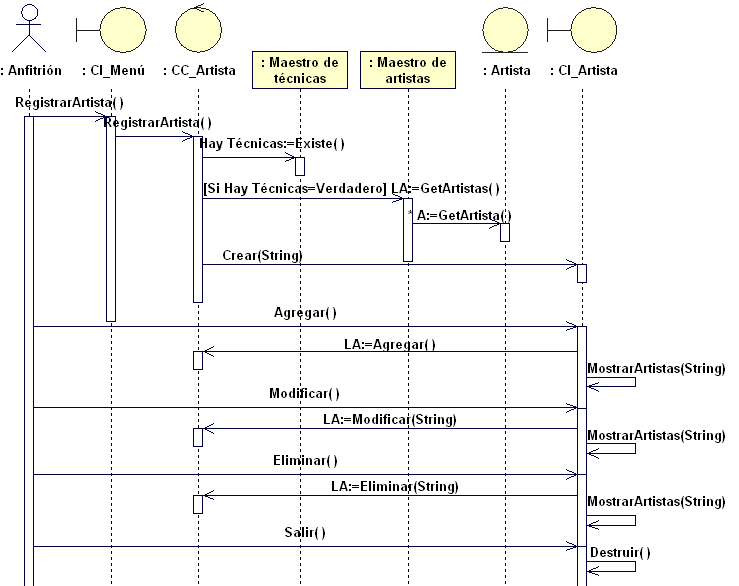 : Anfitrión
: CI_Menú
: CC_Artista
: Maestro de
técnicas
: Maestro de
artistas
: Artista
: CI_Artista
RegistrarArtista( )
RegistrarArtista( )
Hay Técnicas:=Existe( )
[Si Hay Técnicas=Verdadero] LA:=GetArtistas( )
* A:=GetArtista( )
Crear(String)
Agregar( )
LA:=Agregar( )
MostrarArtistas(String)
Modificar( )
LA:=Modificar(String)
MostrarArtistas(String)
Eliminar( )
LA:=Eliminar(String)
MostrarArtistas(String)
Salir( )
Destruir( )